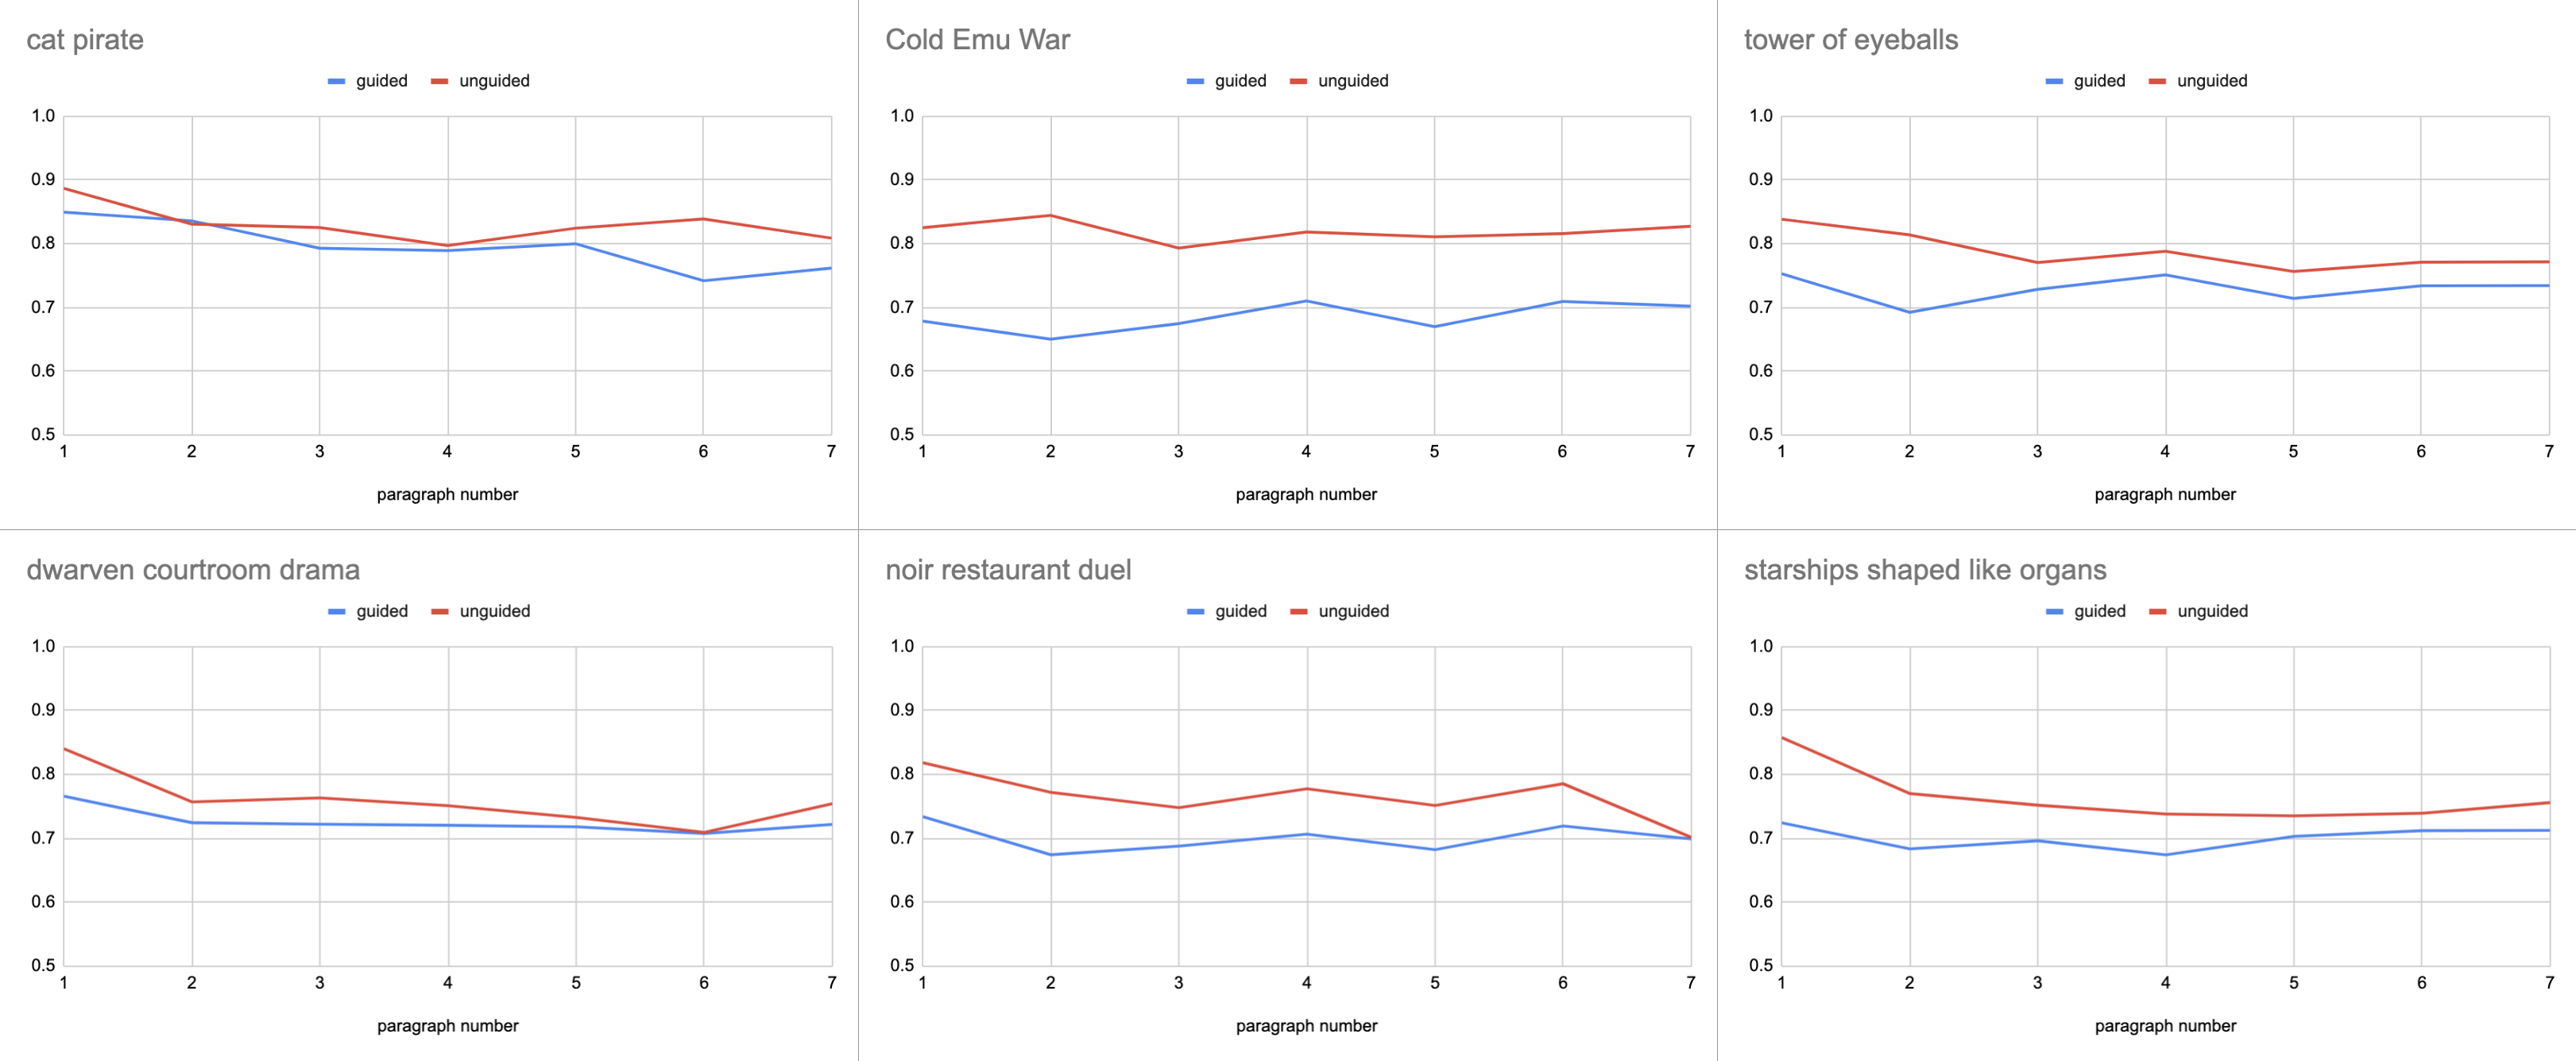 cat pirate
guided unguided
1.0
0.9
0.8
0.7
0.6
0.5
1 2 3 4 5 6 7
paragraph number
Cold Emu War
guided unguided
1.0
0.9
0.8
0.7
0.6
0.5
1 2 3 4 5 6 7
paragraph number
tower of eyeballs
guided unguided
1.0
0.9
0.8
0.7
0.6
0.5
1 2 3 4 5 6 7
paragraph number
dwarven courtroom drama
guided unguided
1.0
0.9
0.8
0.7
0.6
0.5
1 2 3 4 5 6 7
paragraph number
noir restaurant duel
guided unguided
1.0
0.9
0.8
0.7
0.6
0.5
1 2 3 4 5 6 7
paragraph number
starships shaped like organs
guided unguided
1.0
0.9
0.8
0.7
0.6
0.5
1 2 3 4 5 6 7
paragraph number